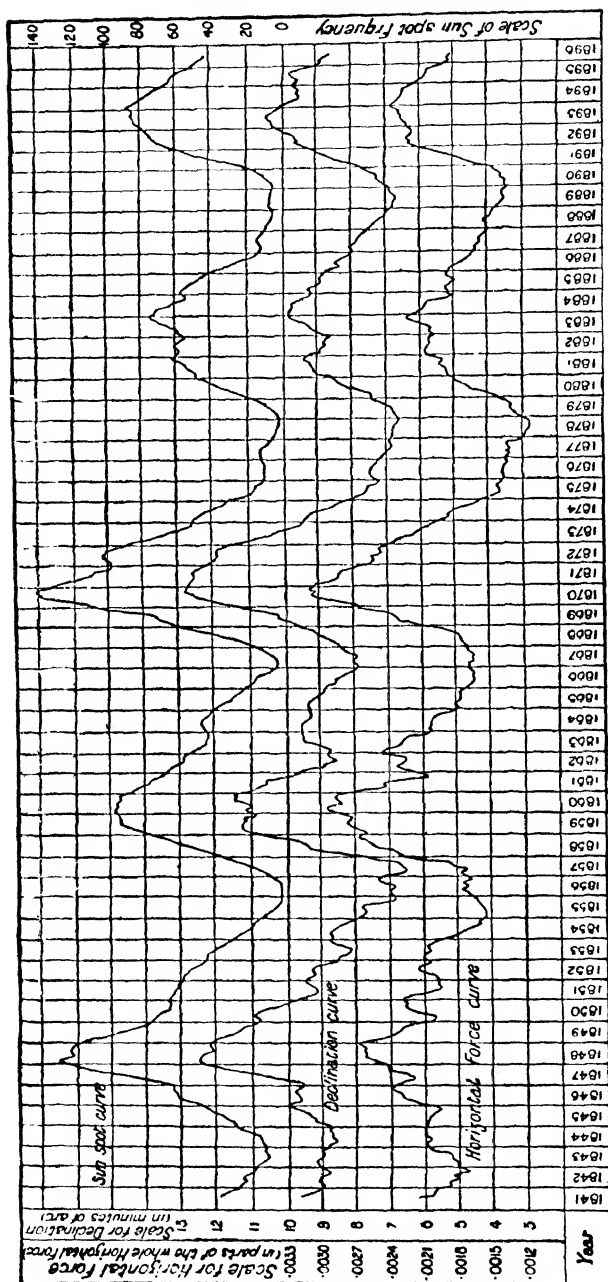 Scale of Sun spot Frquency
140 120 100 80 60 40 20 0
Sun spot curve
Declination curve
Horizontal Force curve
Scale for Declination
(in minutes of arc)
13 12 11 10 9 8 7 6 5
Scale for Horizontal Force
(in parts of the whole Horizontal force)
.0033 .0030 .0027 .0024 .0021 .0018 .0015 .0012
Year
1841 1842 1843 1844 1845 1846 1847 1848 1849 1850 1851 1852 1853 1854 1855 1856 1857 1858 1859 1860 1861 1862 1863 1864 1865 1866 1867 1868 1869 1870 1871 1872 1873 1874 1875 1876 1877 1878 1879 1880 1881 1882 1883 1884 1885 1886 1887 1888 1889 1890 1891 1892 1893 1894 1895 1896